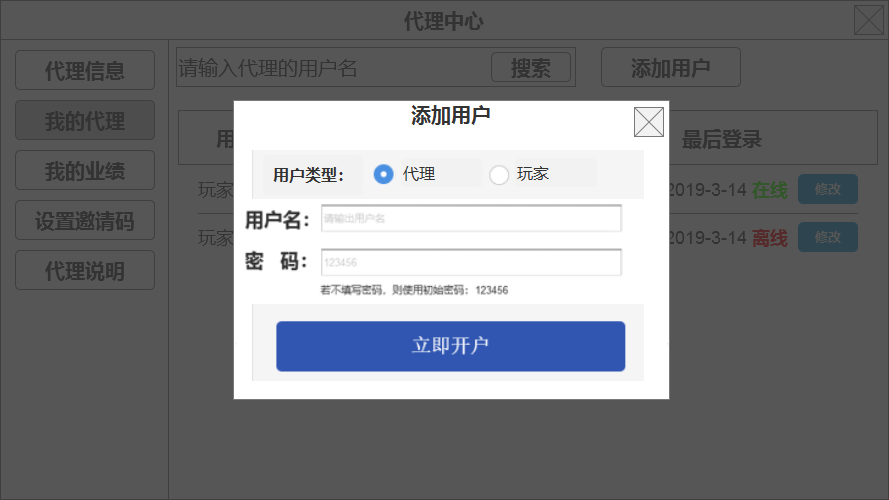 代理中心
代理信息
我的代理
我的业绩
设置邀请码
代理说明
请输入代理的用户名 搜索 添加用户
用 最后登录
玩家 2019-3-14 在线 修改
玩家 2019-3-14 离线 修改
添加用户
用户类型： 代理 玩家
用户名： 请输出用户名
密 码： 123456
若不填写密码，则使用初始密码：123456
立即开户